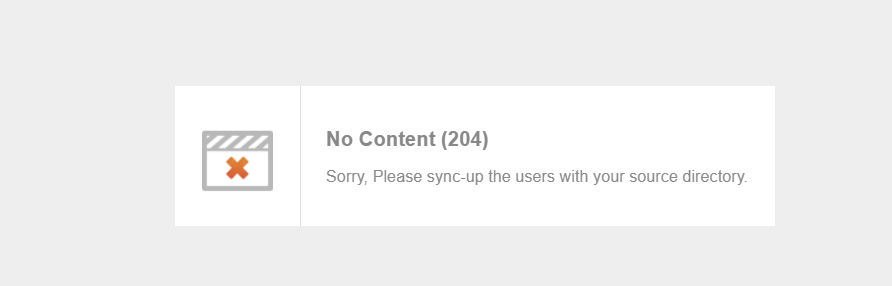 No Content (204)
Sorry, Please sync-up the users with your source directory.